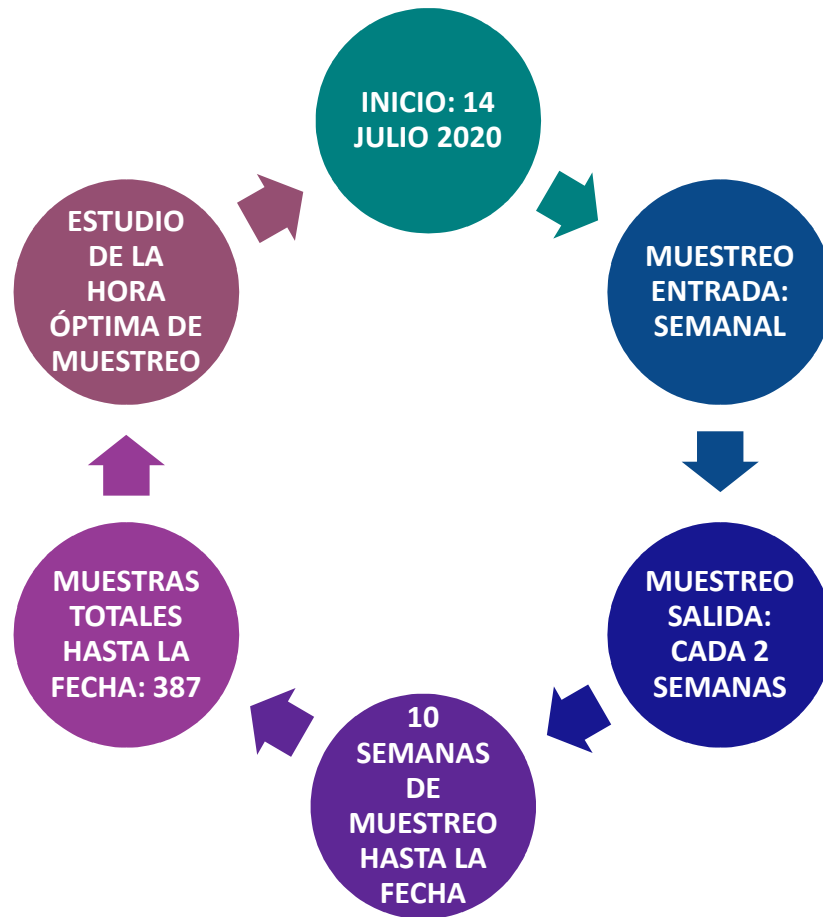 INICIO: 14
JULIO 2020
MUESTREO
ENTRADA:
SEMANAL
MUESTREO
SALIDA:
CADA 2
SEMANAS
10
SEMANAS
DE
MUESTREO
HASTA LA
FECHA
MUESTRAS
TOTALES
HASTA LA
FECHA: 387
ESTUDIO
DE LA
HORA
ÓPTIMA DE
MUESTREO